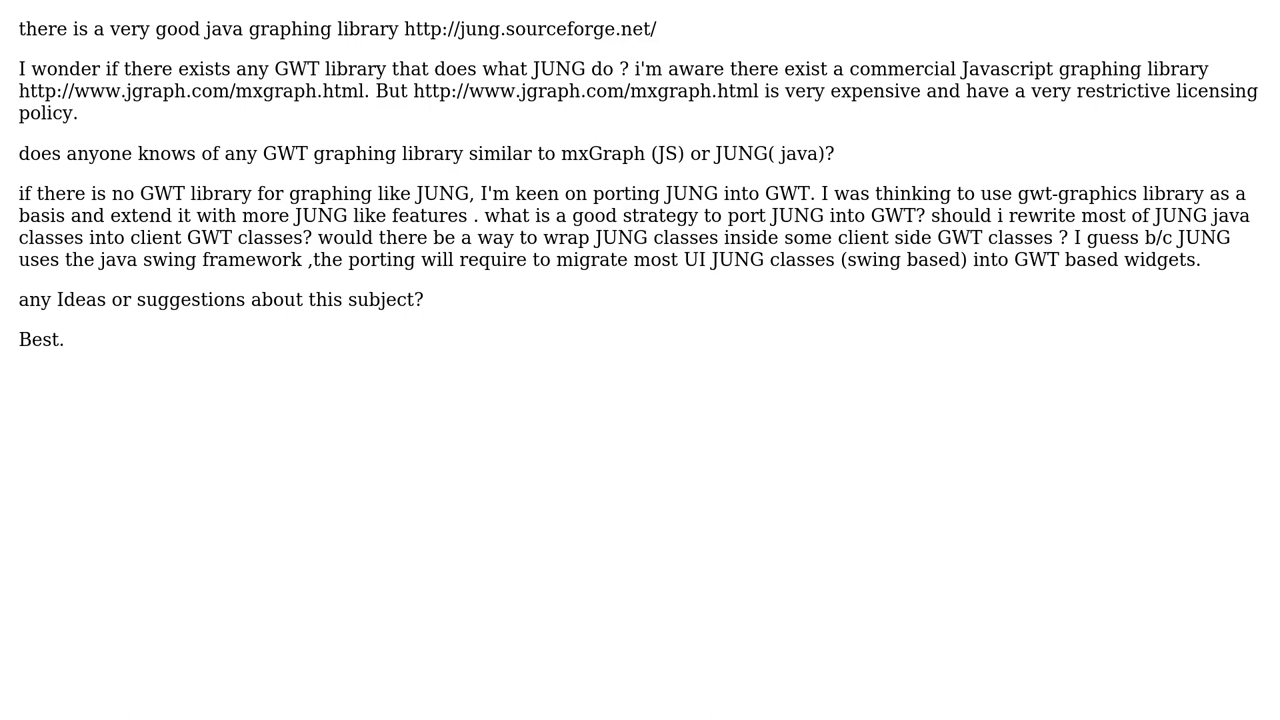 there is a very good java graphing library http://jung.sourceforge.net/
I wonder if there exists any GWT library that does what JUNG do ? i'm aware there exist a commercial Javascript graphing library
http://www.jgraph.com/mxgraph.html. But http://www.jgraph.com/mxgraph.html is very expensive and have a very restrictive licensing
policy.
does anyone knows of any GWT graphing library similar to mxGraph (JS) or JUNG( java)?
if there is no GWT library for graphing like JUNG, I'm keen on porting JUNG into GWT. I was thinking to use gwt-graphics library as a
basis and extend it with more JUNG like features . what is a good strategy to port JUNG into GWT? should i rewrite most of JUNG java
classes into client GWT classes? would there be a way to wrap JUNG classes inside some client side GWT classes ? I guess b/c JUNG
uses the java swing framework ,the porting will require to migrate most UI JUNG classes (swing based) into GWT based widgets.
any Ideas or suggestions about this subject?
Best.